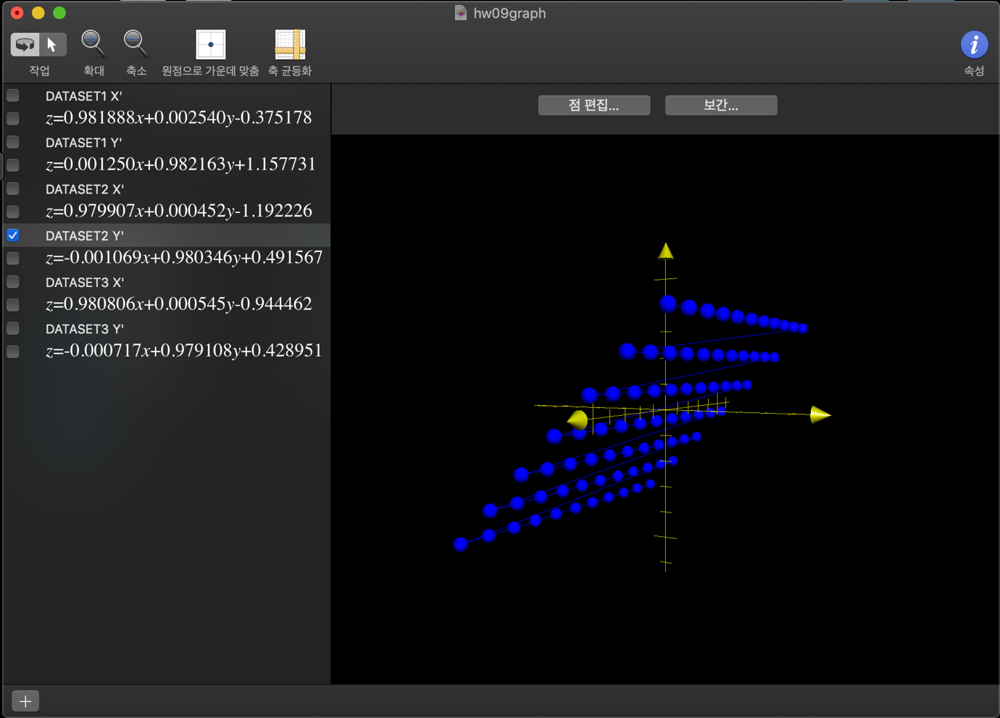 hw09graph
작업
확대
축소
원점으로 가운데 맞춤
축 균등화
속성
점 편집...
보간...
DATASET1 X'
z=0.981888x+0.002540y-0.375178
DATASET1 Y'
z=0.001250x+0.982163y+1.157731
DATASET2 X'
z=0.979907x+0.000452y-1.192226
DATASET2 Y'
z=-0.001069x+0.980346y+0.491567
DATASET3 X'
z=0.980806x+0.000545y-0.944462
DATASET3 Y'
z=-0.000717x+0.979108y+0.428951